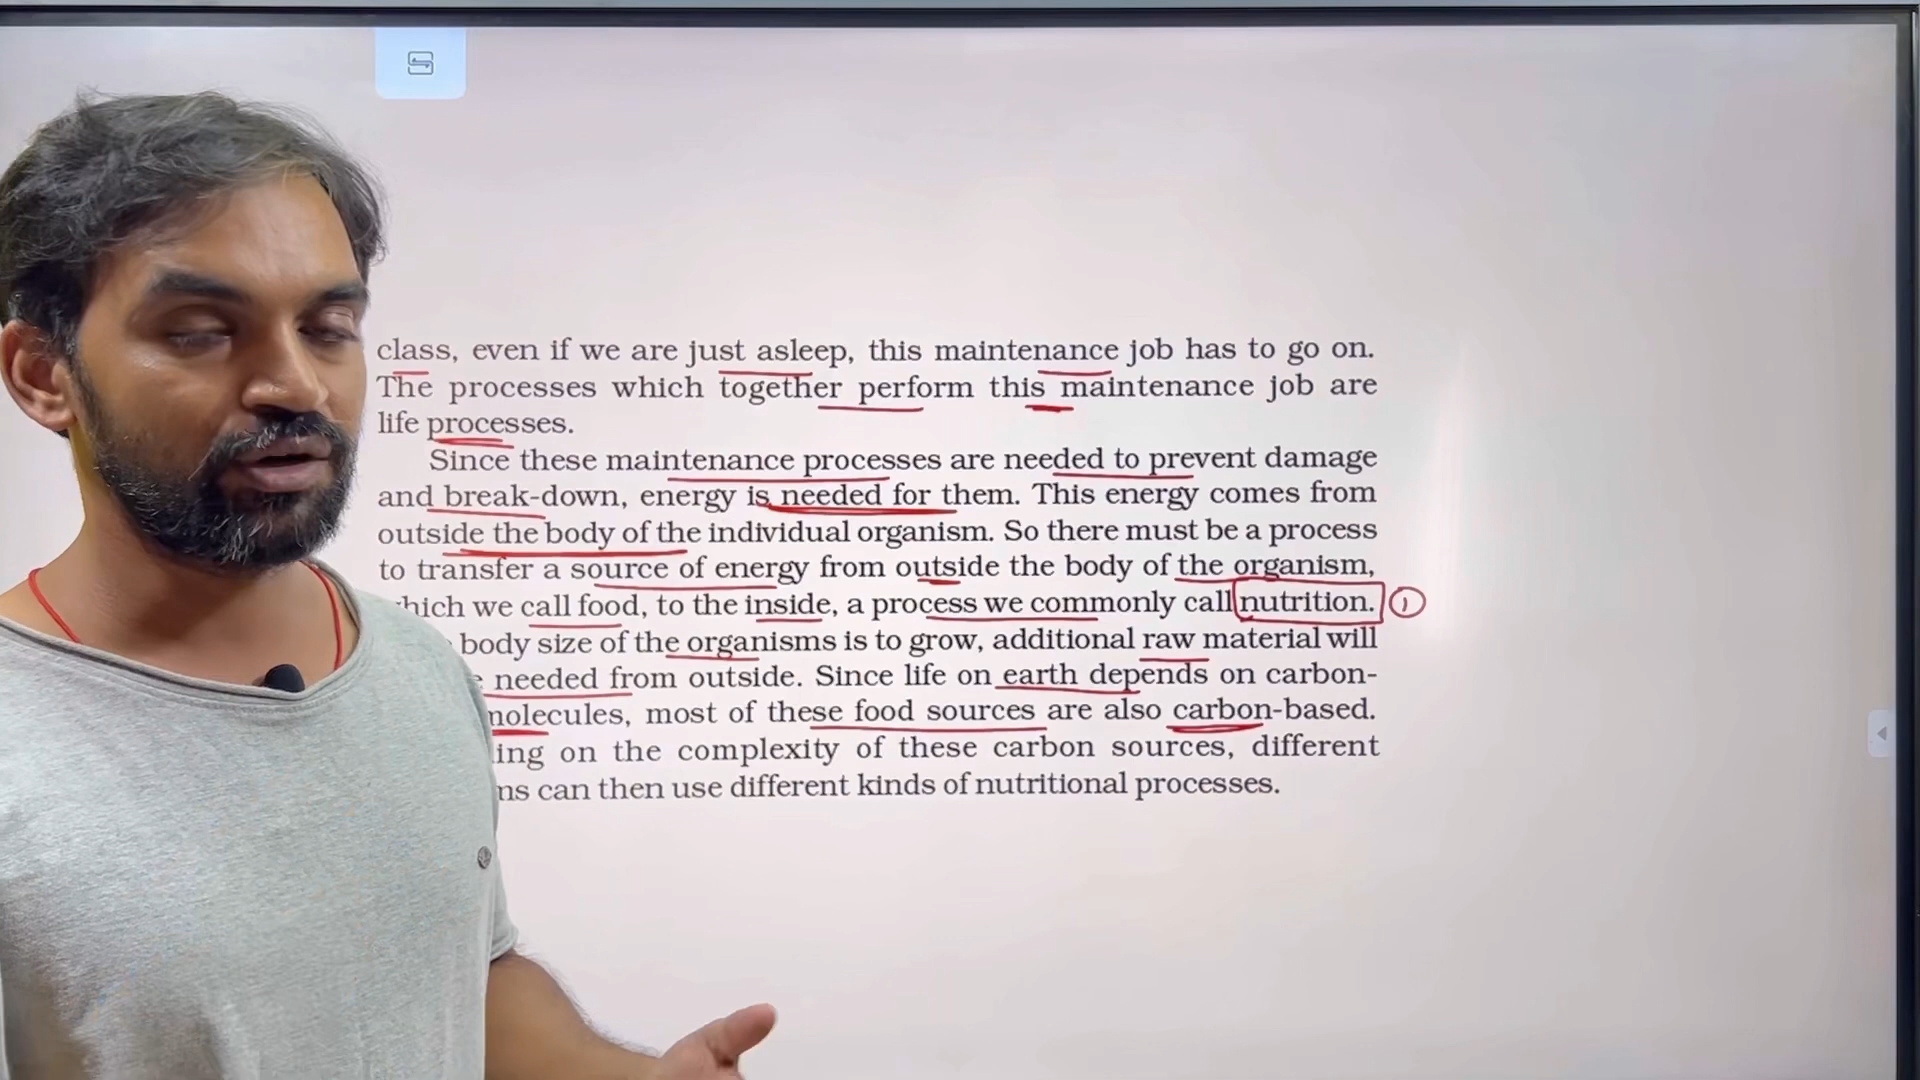 class, even if we are just asleep, this maintenance job has to go on.
The processes which together perform this maintenance job are
life processes.
Since these maintenance processes are needed to prevent damage
and break-down, energy is needed for them. This energy comes from
outside the body of the individual organism. So there must be a process
to transfer a source of energy from outside the body of the organism,
we call food, to the inside, a process we commonly call nutrition. 1
body size of the organisms is to grow, additional raw material will
needed from outside. Since life on earth depends on carbon-
molecules, most of these food sources are also carbon-based.
on the complexity of these carbon sources, different
can then use different kinds of nutritional processes.